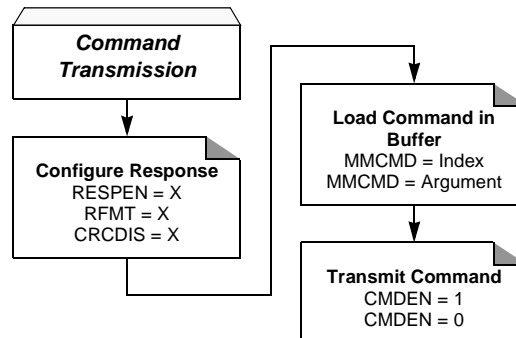 Command
Transmission
Configure Response
RESPEN = X
RFMT = X
CRCDIS = X
Load Command in
Buffer
MMCMD = Index
MMCMD = Argument
Transmit Command
CMDEN = 1
CMDEN = 0